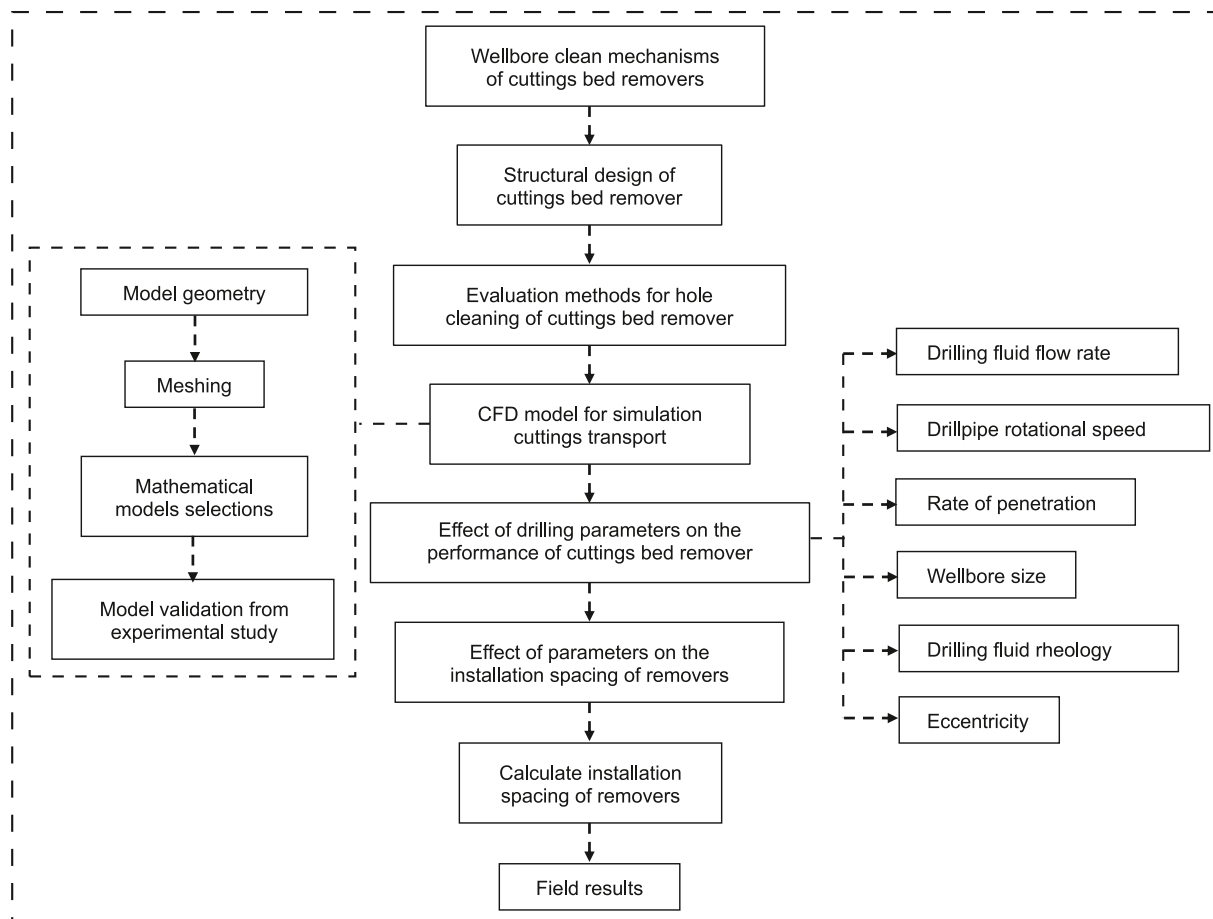 Wellbore clean mechanisms
of cuttings bed removers
Structural design of
cuttings bed remover
Evaluation methods for hole
cleaning of cuttings bed remover
CFD model for simulation
cuttings transport
Effect of drilling parameters on the
performance of cuttings bed remover
Effect of parameters on the
installation spacing of removers
Calculate installation
spacing of removers
Field results
Model geometry
Meshing
Mathematical
models selections
Model validation from
experimental study
Drilling fluid flow rate
Drillpipe rotational speed
Rate of penetration
Wellbore size
Drilling fluid rheology
Eccentricity